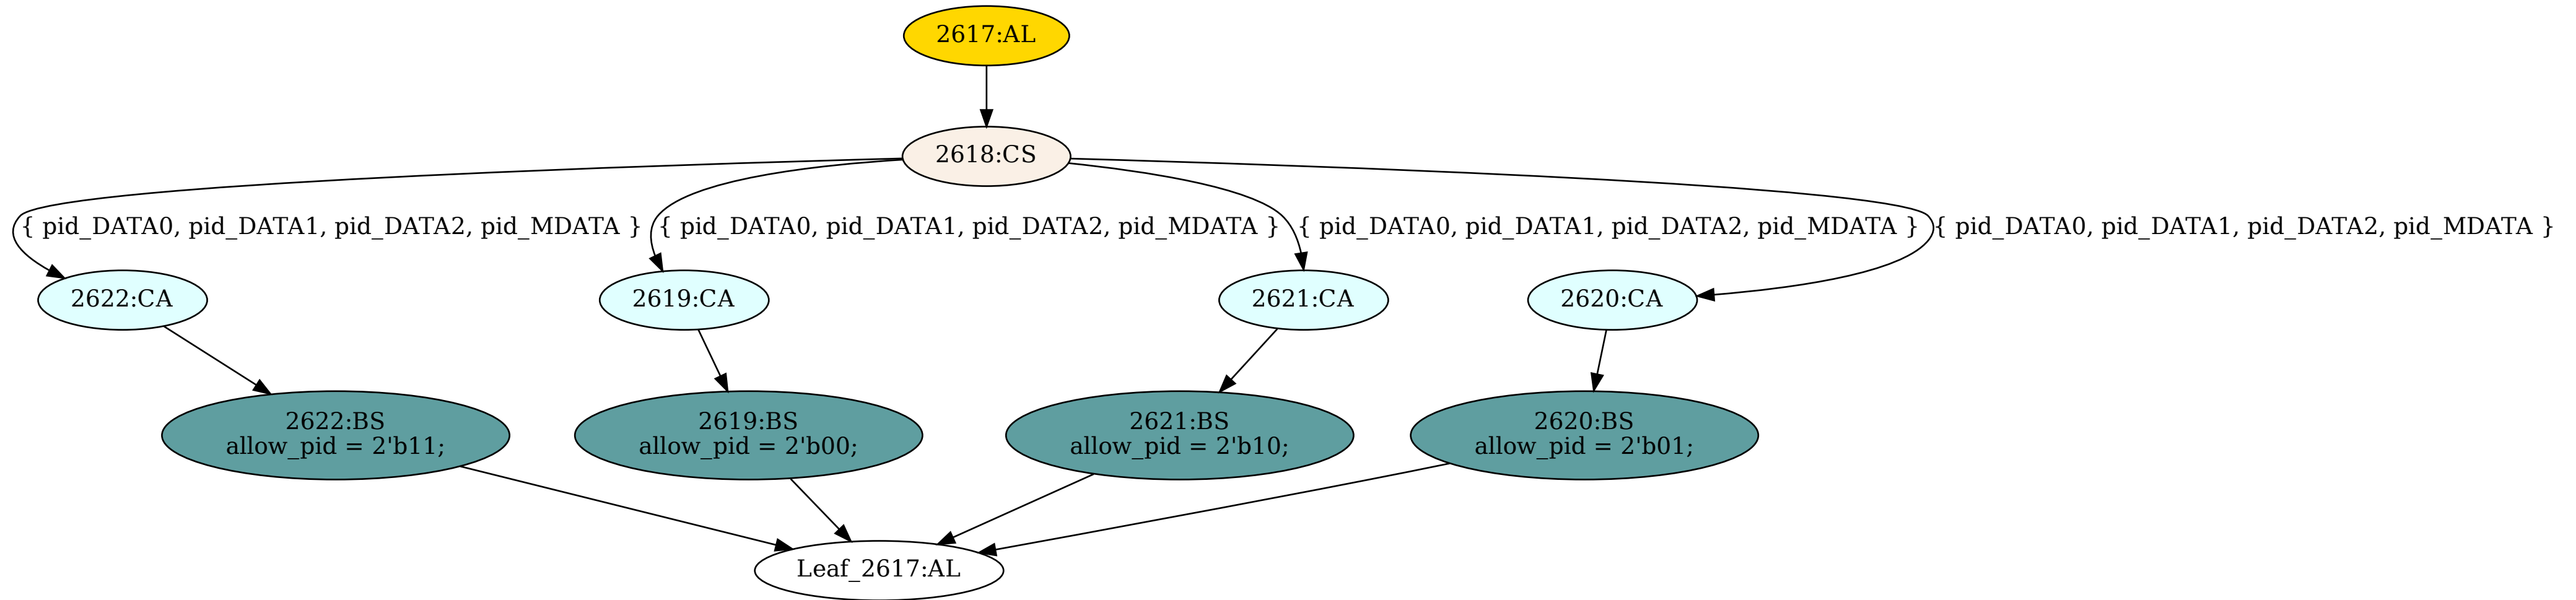 2617:AL
2618:CS
{ pid_DATA0, pid_DATA1, pid_DATA2, pid_MDATA }
{ pid_DATA0, pid_DATA1, pid_DATA2, pid_MDATA }
{ pid_DATA0, pid_DATA1, pid_DATA2, pid_MDATA }
{ pid_DATA0, pid_DATA1, pid_DATA2, pid_MDATA }
2622:CA
2619:CA
2621:CA
2620:CA
2622:BS
allow_pid = 2'b11;
2619:BS
allow_pid = 2'b00;
2621:BS
allow_pid = 2'b10;
2620:BS
allow_pid = 2'b01;
Leaf_2617:AL